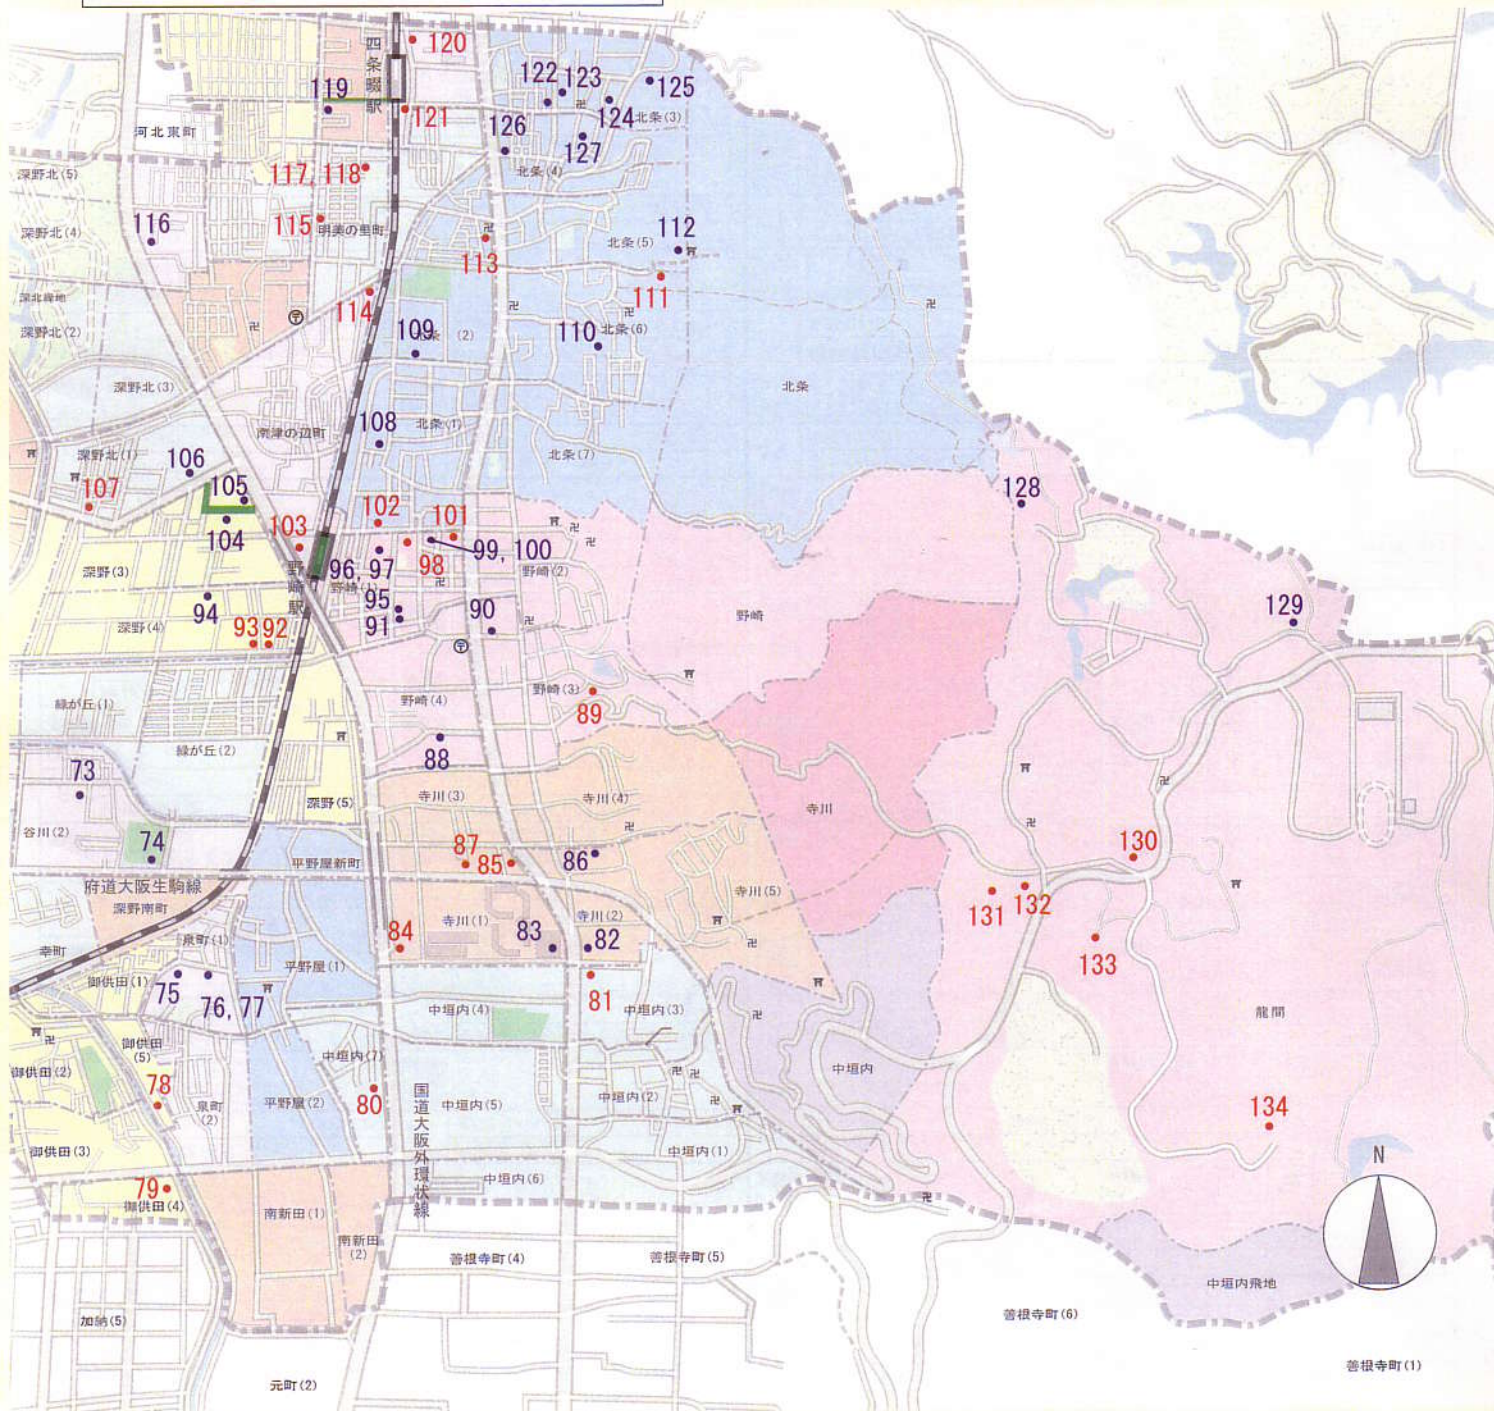 120
四条畷駅
119
122
123
125
124
北条(3)
121
126
127
河北東町
北条(4)
117, 118
深野北(5)
115
明美の里町
116
深野北(4)
112
北条(5)
113
111
深北緑地
114
深野北(2)
109
北条(2)
110
北条(6)
深野北(3)
北条
108
北条(1)
南津の辺町
深野北(1)
106
北条(7)
107
105
128
102
101
104
103
99, 100
98
96, 97
深野(3)
野崎駅
野崎(1)
野崎(2)
94
95
90
91
野崎
129
深野(4)
93
92
野崎(3)
89
緑が丘(1)
野崎(4)
緑が丘(2)
88
73
深野(5)
寺川(3)
寺川(4)
寺川
谷川(2)
74
平野屋新町
87
85
86
130
府道大阪生駒線
寺川(5)
深野南町
131
132
寺川(1)
寺川(2)
84
83
82
幸町
泉町(1)
133
平野屋(1)
御供田(1)
75
76, 77
81
中垣内(4)
中垣内(3)
龍間
御供田(5)
中垣内(7)
御供田(2)
中垣内
78
80
泉町(2)
平野屋(2)
国道大阪外環状線
中垣内(5)
中垣内(2)
134
御供田(3)
中垣内(1)
N
79
中垣内(6)
御供田(4)
南新田(1)
南新田(2)
善根寺町(4)
善根寺町(5)
中垣内飛地
善根寺町(6)
加納(5)
善根寺町(1)
元町(2)